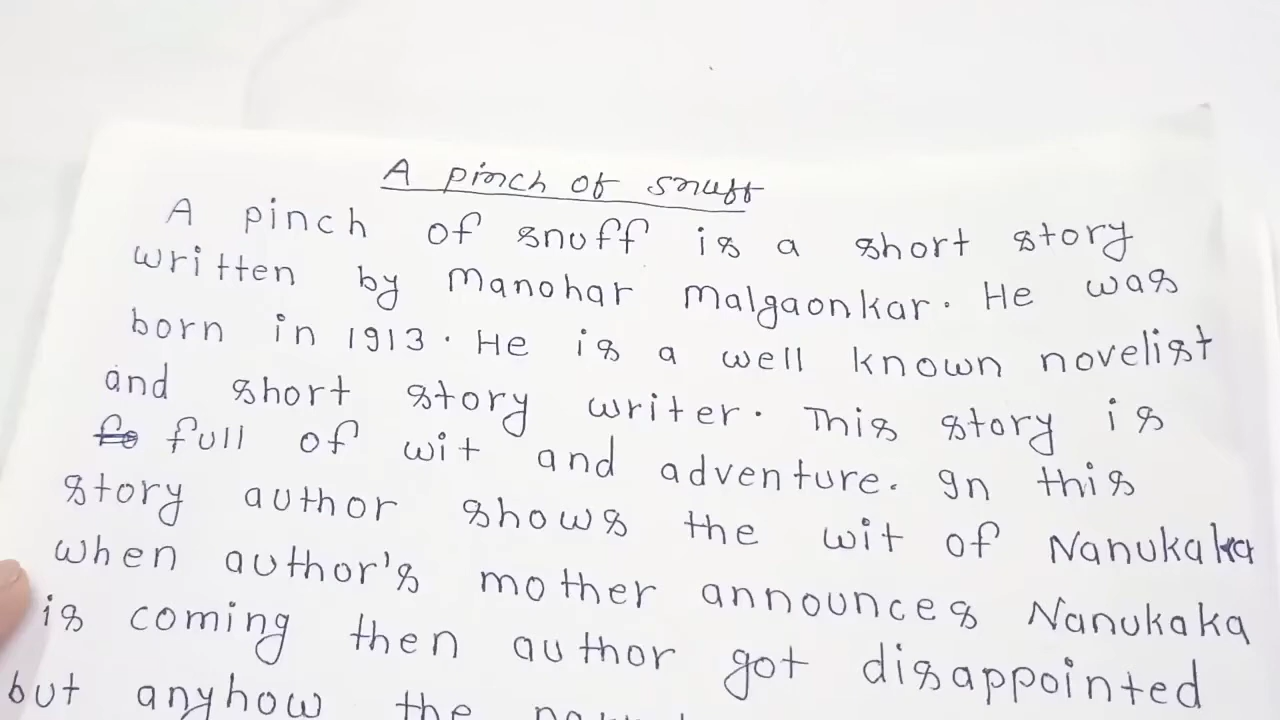 A pinch of snuff
A pinch of snuff is a short story
written by Manohar Malgaonkar. He was
born in 1913. He is a well known novelist
and short story writer. This story is
full of wit and adventure. In this
story author shows the wit of Nanukaka
when author's mother announces Nanukaka
is coming then author got disappointed
but anyhow the